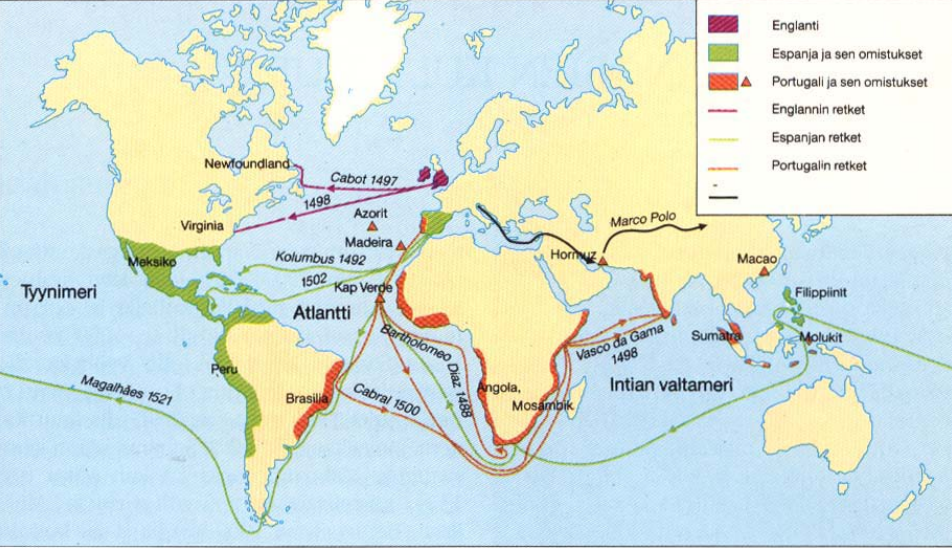 Englanti
Espanja ja sen omistukset
Portugali ja sen omistukset
Englannin retket
Espanjan retket
Portugalin retket
Newfoundland
Cabot 1497
1498
Virginia
Azorit
Madeira
Marco Polo
Hormuz
Macao
Meksiko
Kolumbus 1492
1502
Kap Verde
Tyynimeri
Atlantti
Filippiinit
Bartholomeo Diaz 1488
Vasco da Gama
1498
Sumatra
Molukit
Peru
Magalhães 1521
Brasilia
Cabral 1500
Angola,
Mosambik
Intian valtameri